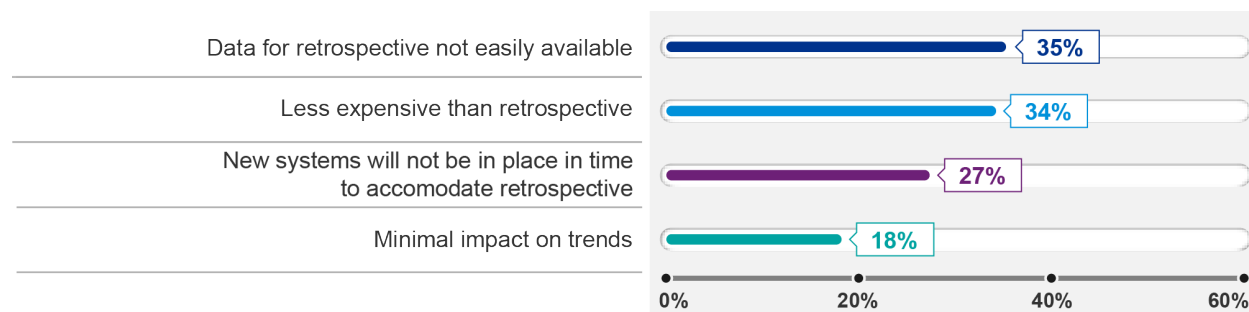 Data for retrospective not easily available
35%
Less expensive than retrospective
34%
New systems will not be in place in time
to accomodate retrospective
27%
Minimal impact on trends
18%
0% 20% 40% 60%